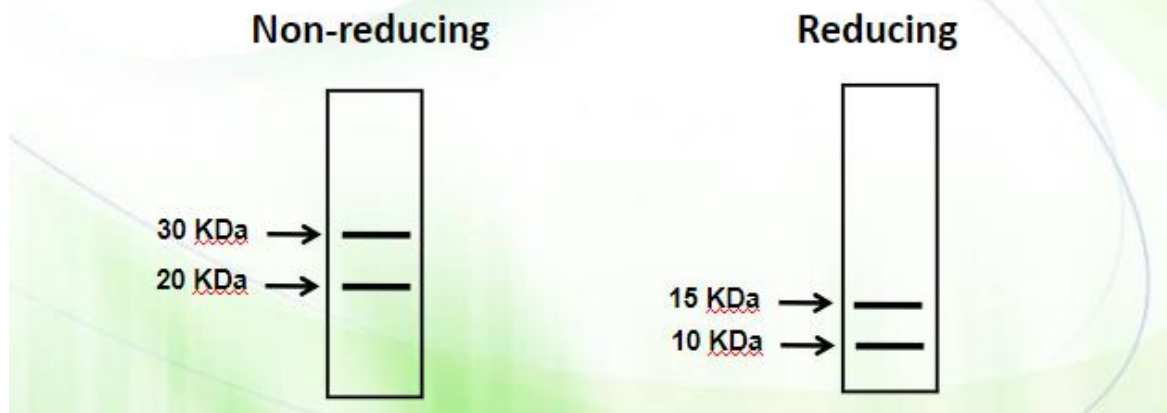 Non-reducing
Reducing
30 KDa
20 KDa
15 KDa
10 KDa